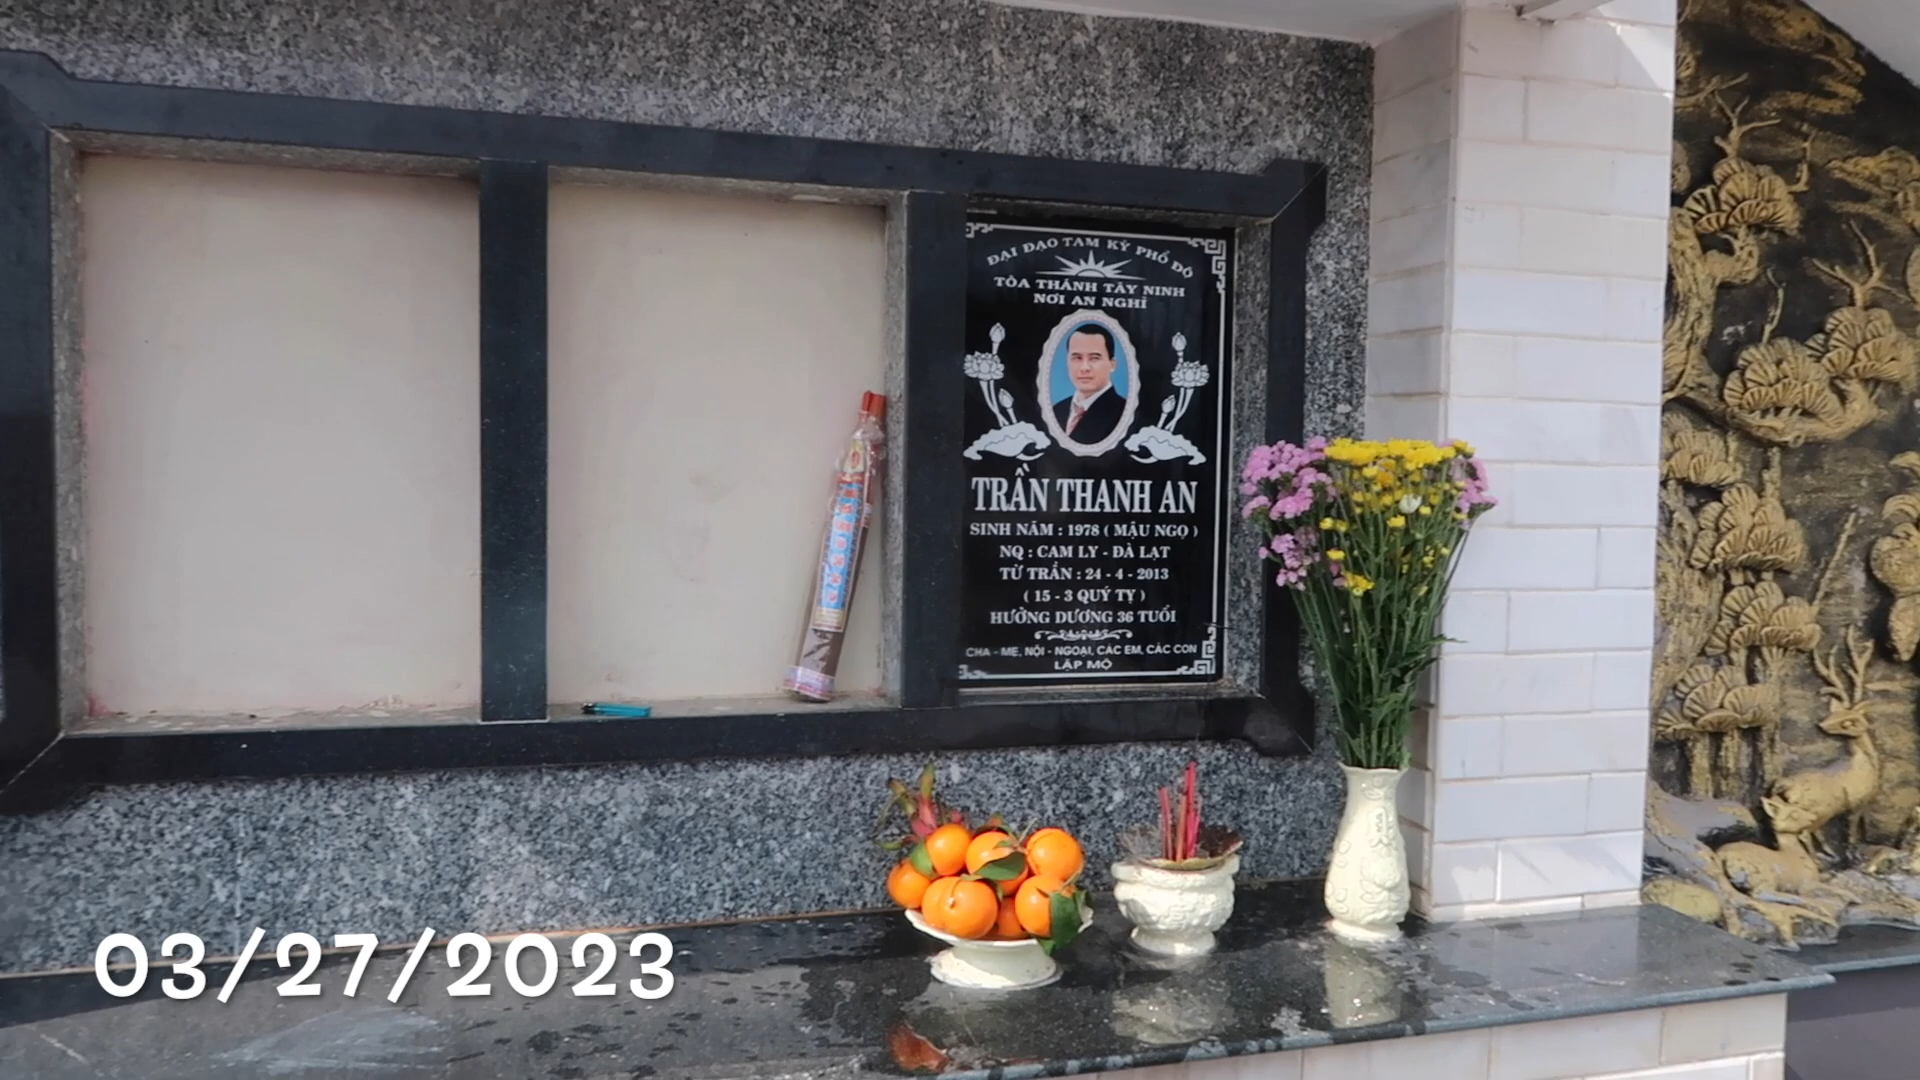 ĐẠI ĐẠO TAM KỲ PHỔ ĐỘ
TÒA THÁNH TÂY NINH
NƠI AN NGHỈ
TRẦN THANH AN
SINH NĂM : 1978 ( MẬU NGỌ )
NQ : CAM LY - ĐÀ LẠT
TỪ TRẦN : 24 - 4 - 2013
( 15 - 3 QUÝ TỴ )
HƯỞNG DƯƠNG 36 TUỔI
CHA - MẸ, NỘI - NGOẠI, CÁC EM, CÁC CON
LẬP MỘ
03/27/2023